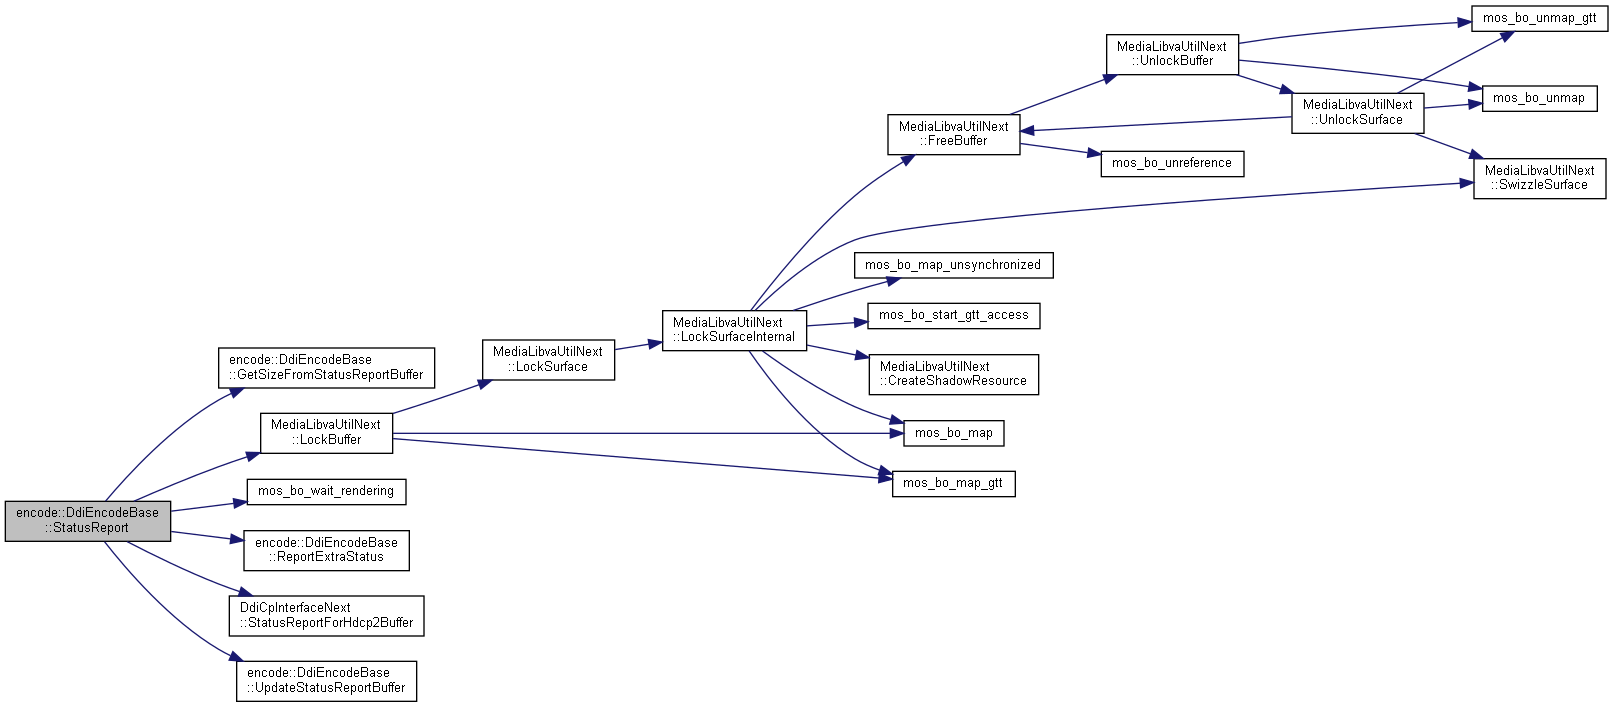 mos_bo_unmap_gtt
MediaLibvaUtilNext
::UnlockBuffer
mos_bo_unmap
MediaLibvaUtilNext
::UnlockSurface
MediaLibvaUtilNext
::FreeBuffer
mos_bo_unreference
MediaLibvaUtilNext
::SwizzleSurface
mos_bo_map_unsynchronized
mos_bo_start_gtt_access
MediaLibvaUtilNext
::LockSurfaceInternal
MediaLibvaUtilNext
::LockSurface
MediaLibvaUtilNext
::CreateShadowResource
encode::DdiEncodeBase
::GetSizeFromStatusReportBuffer
MediaLibvaUtilNext
::LockBuffer
mos_bo_map
mos_bo_map_gtt
mos_bo_wait_rendering
encode::DdiEncodeBase
::StatusReport
encode::DdiEncodeBase
::ReportExtraStatus
DdiCpInterfaceNext
::StatusReportForHdcp2Buffer
encode::DdiEncodeBase
::UpdateStatusReportBuffer